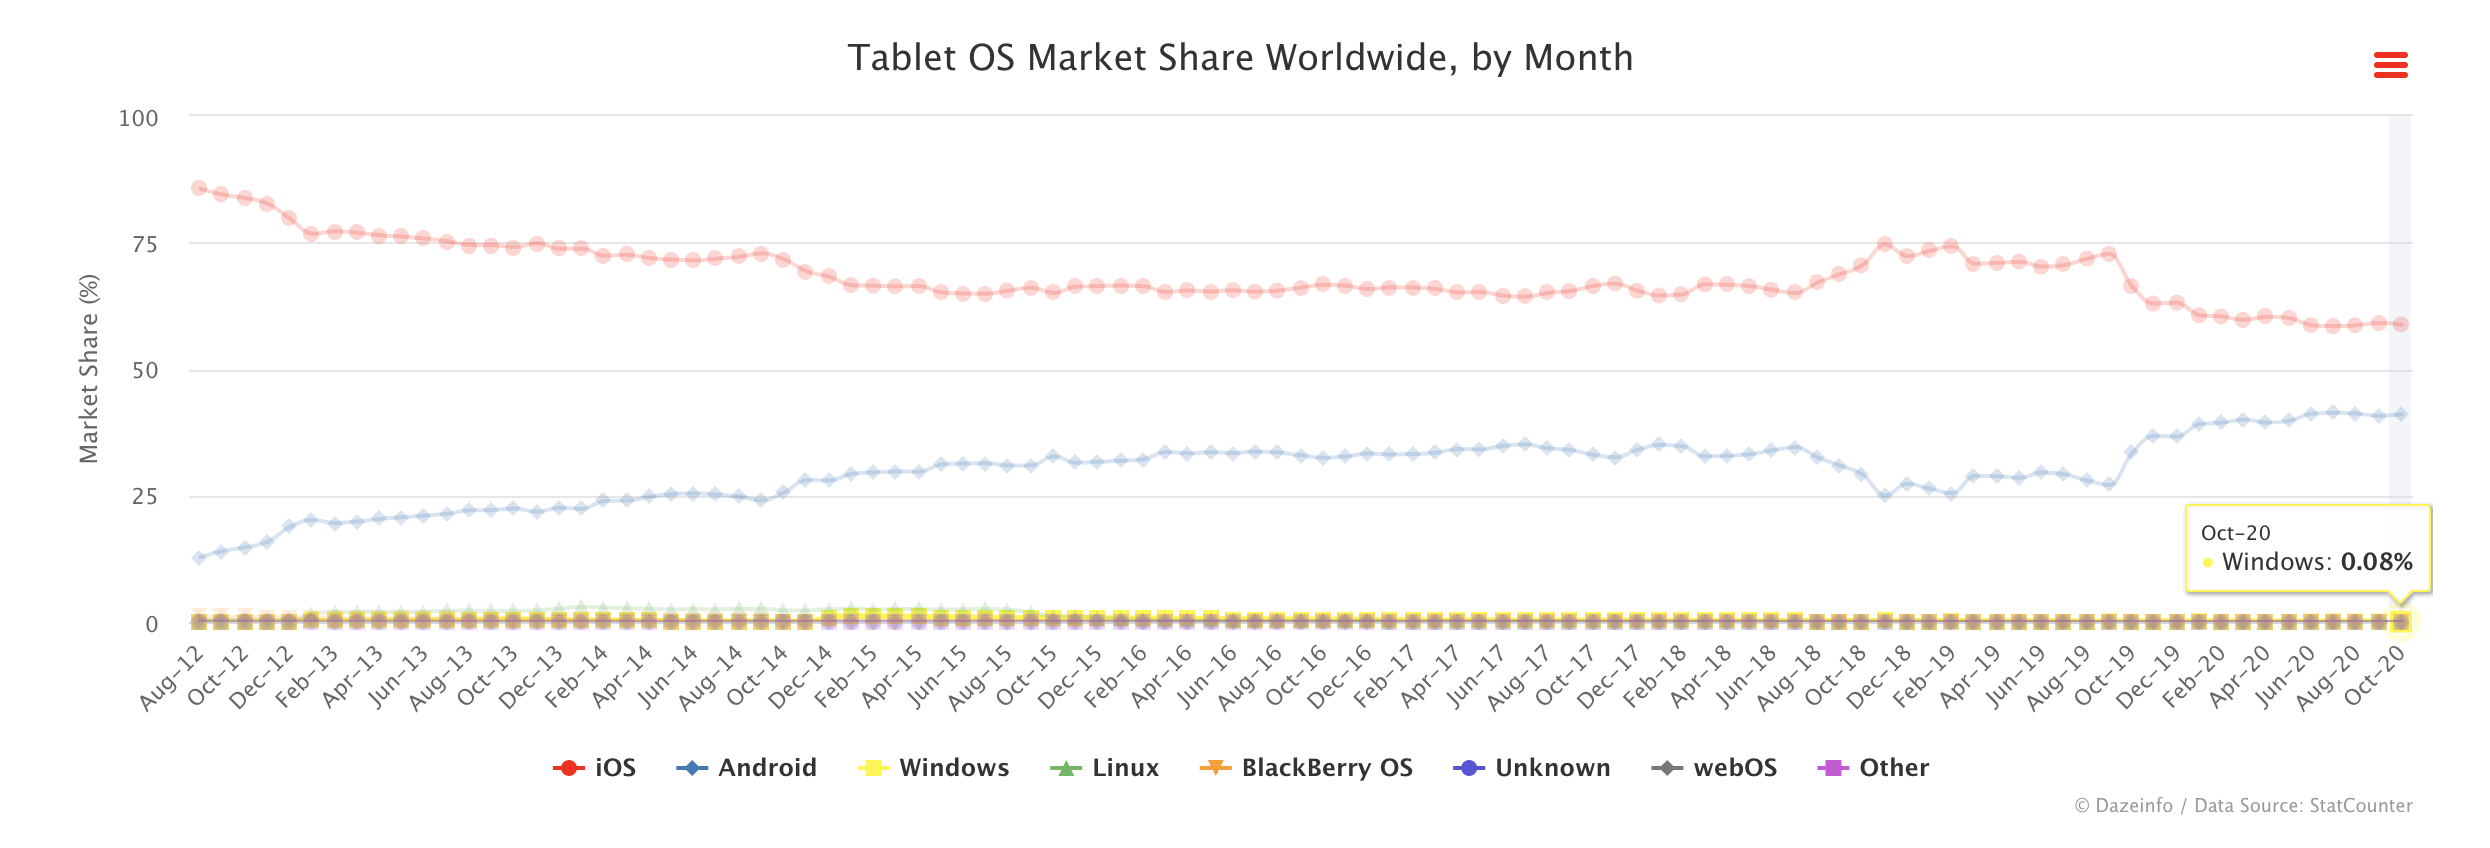 Tablet OS Market Share Worldwide, by Month
Market Share (%)
100
75
50
25
0
Oct-20
Windows: 0.08%
Aug-12 Oct-12 Dec-12 Feb-13 Apr-13 Jun-13 Aug-13 Oct-13 Dec-13 Feb-14 Apr-14 Jun-14 Aug-14 Oct-14 Dec-14 Feb-15 Apr-15 Jun-15 Aug-15 Oct-15 Dec-15 Feb-16 Apr-16 Jun-16 Aug-16 Oct-16 Dec-16 Feb-17 Apr-17 Jun-17 Aug-17 Oct-17 Dec-17 Feb-18 Apr-18 Jun-18 Aug-18 Oct-18 Dec-18 Feb-19 Apr-19 Jun-19 Aug-19 Oct-19 Dec-19 Feb-20 Apr-20 Jun-20 Aug-20 Oct-20
iOS Android Windows Linux BlackBerry OS Unknown webOS Other
© Dazeinfo / Data Source: StatCounter